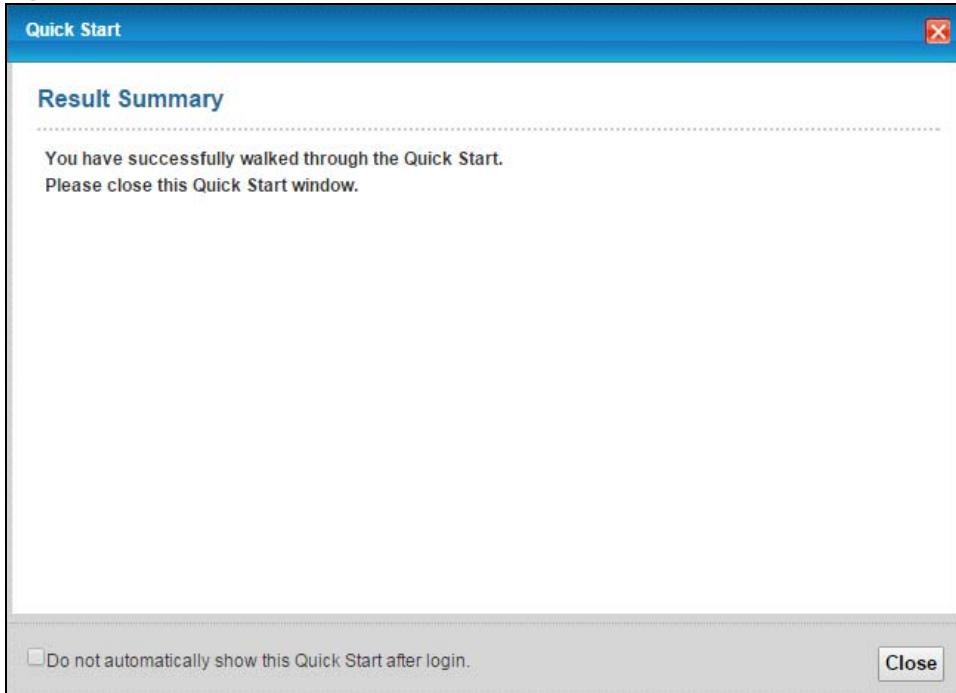 Quick Start
Result Summary
You have successfully walked through the Quick Start.
Please close this Quick Start window.
Do not automatically show this Quick Start after login.
Close